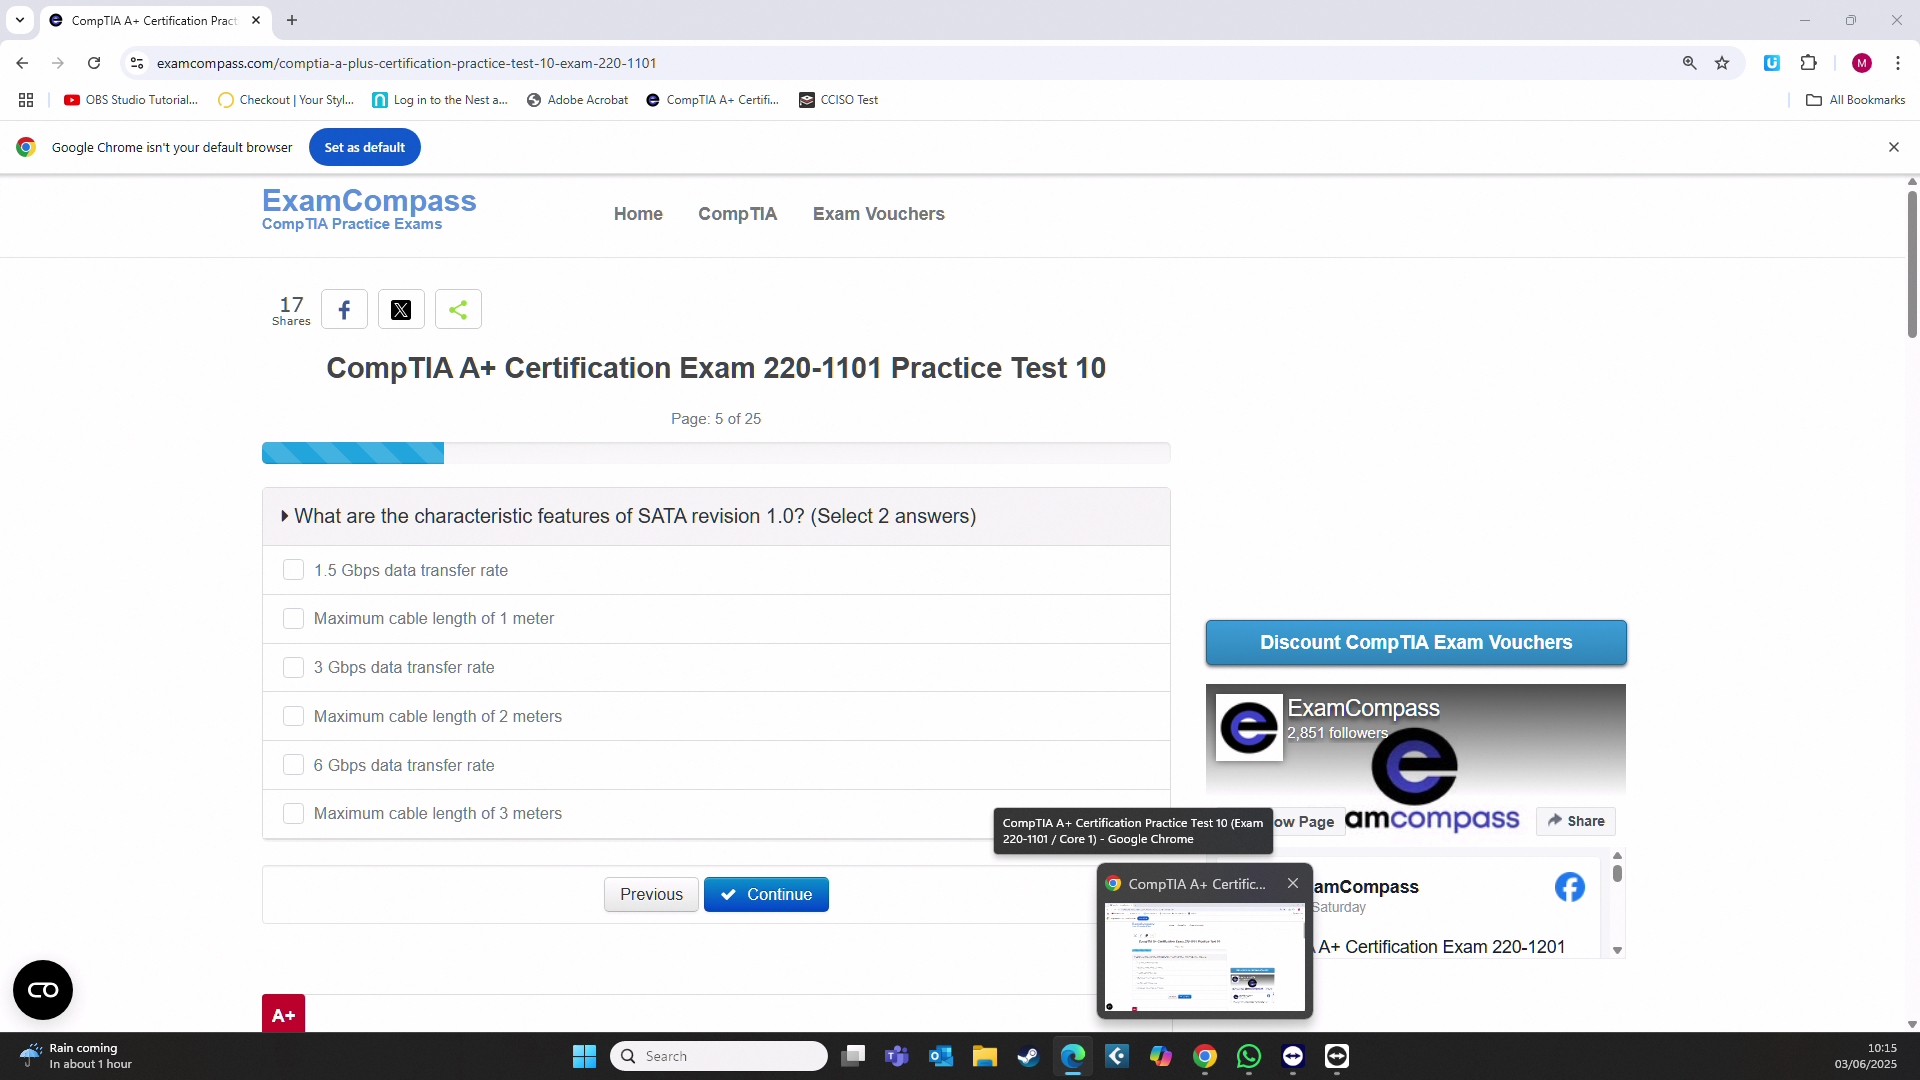 CompTIA A+ Certification Pract
examcompass.com/comptia-a-plus-certification-practice-test-10-exam-220-1101
M
OBS Studio Tutorial...
Checkout | Your Styl...
Log in to the Nest a...
Adobe Acrobat
CompTIA A+ Certifi...
CCISO Test
All Bookmarks
Google Chrome isn't your default browser
Set as default
ExamCompass
CompTIA Practice Exams
Home
CompTIA
Exam Vouchers
17
Shares
CompTIA A+ Certification Exam 220-1101 Practice Test 10
Page: 5 of 25
What are the characteristic features of SATA revision 1.0? (Select 2 answers)
1.5 Gbps data transfer rate
Maximum cable length of 1 meter
3 Gbps data transfer rate
Maximum cable length of 2 meters
6 Gbps data transfer rate
Maximum cable length of 3 meters
Previous
Continue
Discount CompTIA Exam Vouchers
ExamCompass
2,851 followers
ow Page
amcompass
Share
amCompass
Saturday
A+ Certification Exam 220-1201
CompTIA A+ Certification Practice Test 10 (Exam
220-1101 / Core 1) - Google Chrome
CompTIA A+ Certific...
A+
Rain coming
In about 1 hour
Search
10:15
03/06/2025